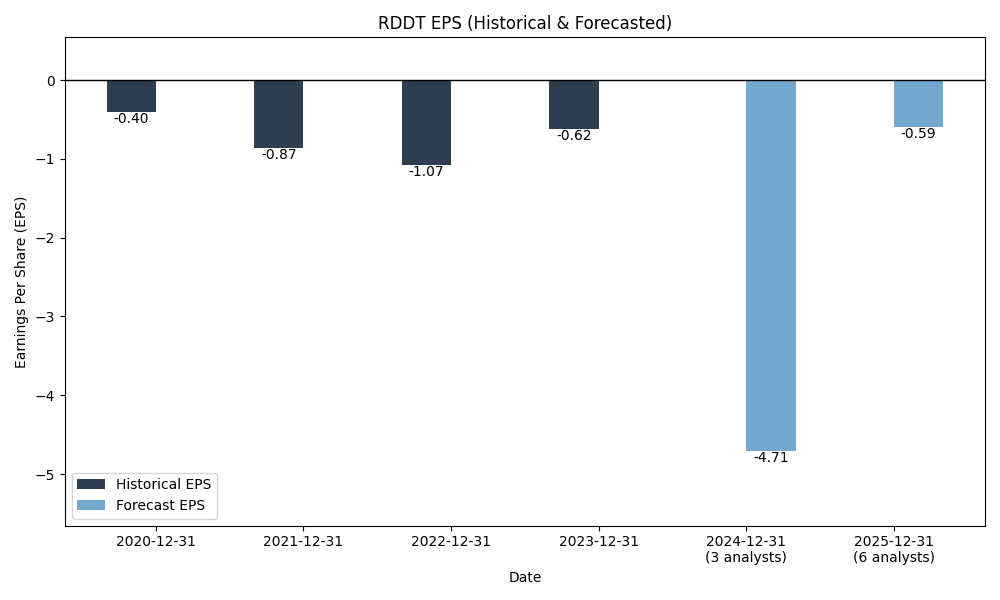 RDDT EPS (Historical & Forecasted)
Earnings Per Share (EPS)
0
−1
−2
−3
−4
−5
-0.40
-0.87
-1.07
-0.62
-4.71
-0.59
Historical EPS
Forecast EPS
2020-12-31
2021-12-31
2022-12-31
2023-12-31
2024-12-31
(3 analysts)
2025-12-31
(6 analysts)
Date